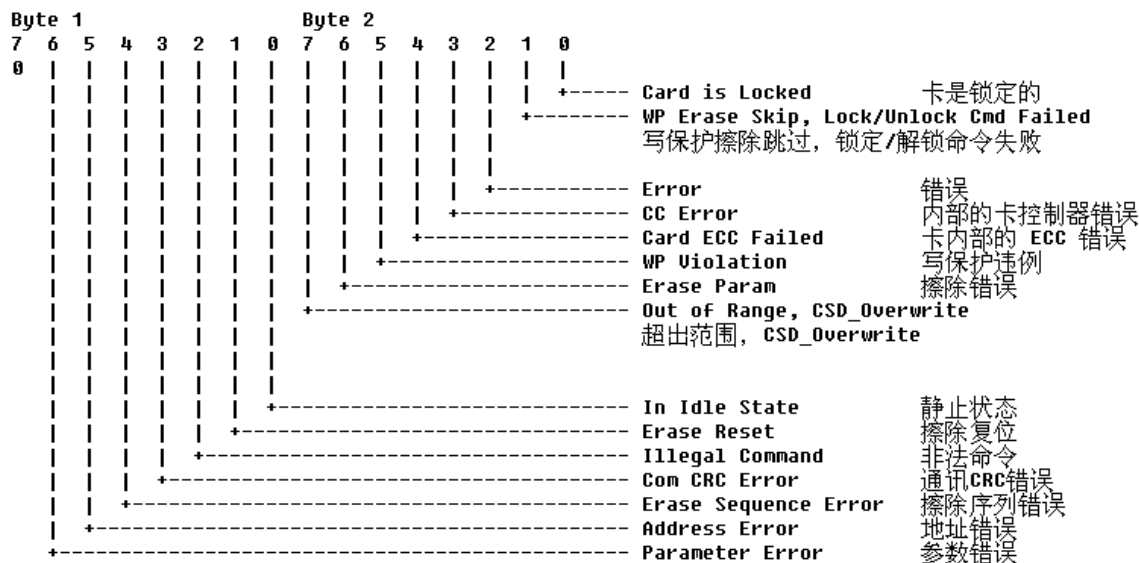 Byte 1 Byte 2
7 6 5 4 3 2 1 0 7 6 5 4 3 2 1 0
0
Card is Locked 卡是锁定的
WP Erase Skip, Lock/Unlock Cmd Failed
写保护擦除跳过，锁定/解锁命令失败
Error 错误
CC Error 内部的卡控制器错误
Card ECC Failed 卡内部的 ECC 错误
WP Violation 写保护违例
Erase Param 擦除错误
Out of Range, CSD_Overwrite
超出范围，CSD_Overwrite
In Idle State 静止状态
Erase Reset 擦除复位
Illegal Command 非法命令
Com CRC Error 通讯CRC错误
Erase Sequence Error 擦除序列错误
Address Error 地址错误
Parameter Error 参数错误